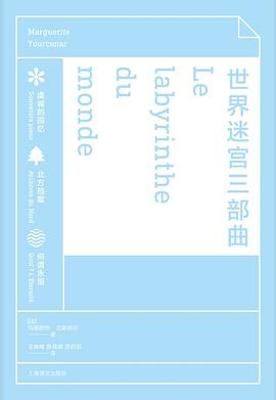 Marguerite
Yourcenar
世界迷宫三部曲
Le
labyrinthe
du
monde
虔诚的回忆
Souvenirs pieux
北方档案
Archives du Nord
何谓永恒
Quoi ? L'Éternité
著
译
上海译文出版社